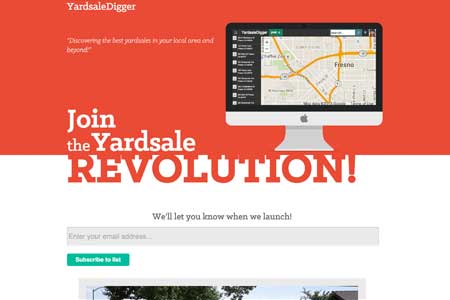 YardsaleDigger
"Discovering the best yardsales in your local area and
beyond!"
YardsaleDigger
Fresno
Join
the Yardsale
REVOLUTION!
We'll let you know when we launch!
Enter your email address...
Subscribe to list